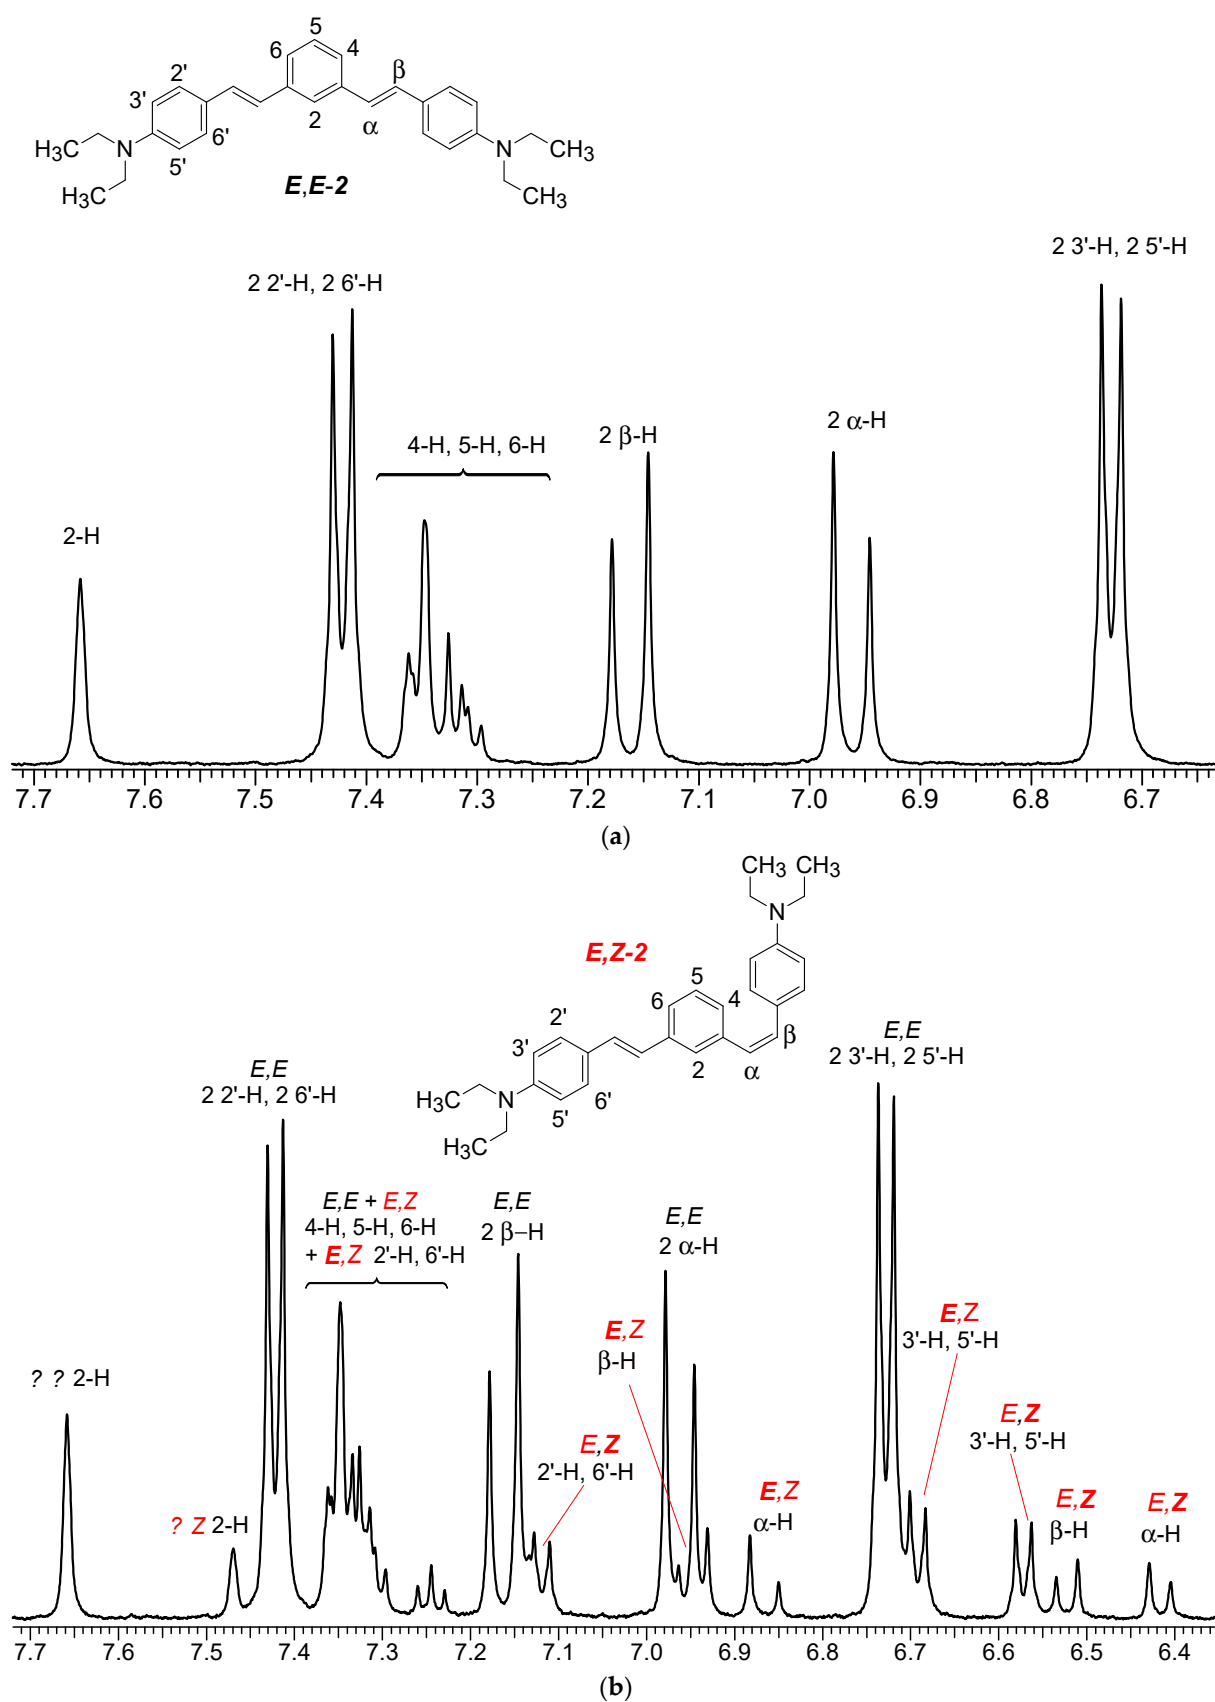 5
6
4
β
2'
3'
2
α
6'
5'
H3C
N
H3C
N
CH3
CH3
E,E-2
2 3'-H, 2 5'-H
2 2'-H, 2 6'-H
2 α-H
2 β-H
4-H, 5-H, 6-H
2-H
7.7 7.6 7.5 7.4 7.3 7.2 7.1 7.0 6.9 6.8 6.7
(a)
CH3 CH3
N
E,Z-2
5
6
4
β
2'
3'
2
α
6'
5'
H3C
N
H3C
E,E
2 3'-H, 2 5'-H
E,E
2 2'-H, 2 6'-H
E,E + E,Z
4-H, 5-H, 6-H
+ E,Z 2'-H, 6'-H
E,E
2 β–H
E,E
2 α-H
E,Z
β-H
E,Z
3'-H, 5'-H
? ? 2-H
E,Z
3'-H, 5'-H
E,Z
2'-H, 6'-H
E,Z
α-H
E,Z
β-H
E,Z
α-H
? Z 2-H
7.7 7.6 7.5 7.4 7.3 7.2 7.1 7.0 6.9 6.8 6.7 6.6 6.5 6.4
(b)